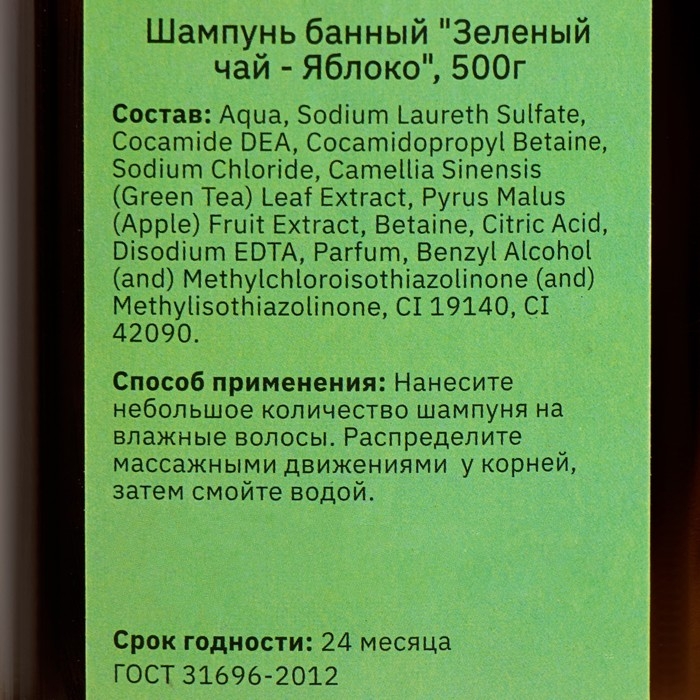 Шампунь банный "Зеленый
чай - Яблоко", 500г
Состав: Aqua, Sodium Laureth Sulfate,
Cocamide DEA, Cocamidopropyl Betaine,
Sodium Chloride, Camellia Sinensis
(Green Tea) Leaf Extract, Pyrus Malus
(Apple) Fruit Extract, Betaine, Citric Acid,
Disodium EDTA, Parfum, Benzyl Alcohol
(and) Methylchloroisothiazolinone (and)
Methylisothiazolinone, CI 19140, CI
42090.
Способ применения: Нанесите
небольшое количество шампуня на
влажные волосы. Распределите
массажными движениями у корней,
затем смойте водой.
Срок годности: 24 месяца
ГОСТ 31696-2012